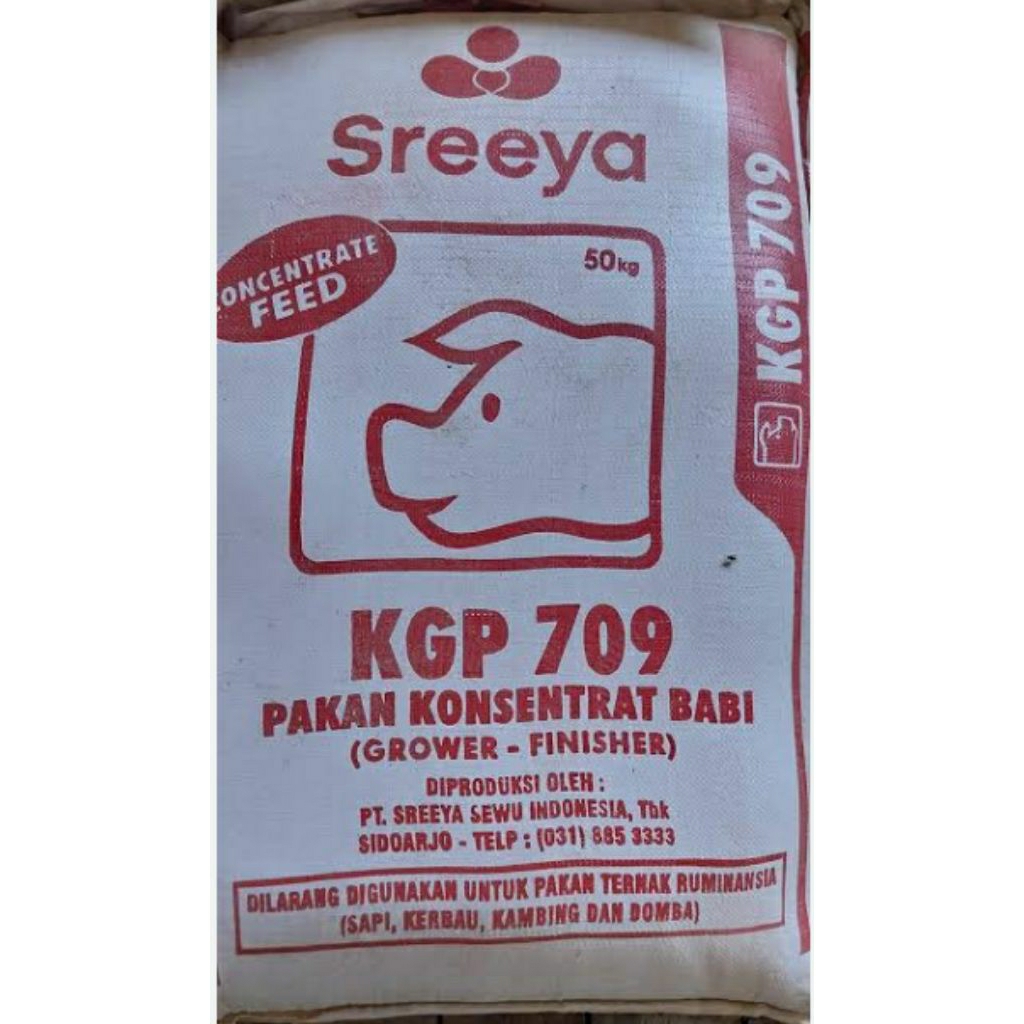 Sreeya
CONCENTRATE
FEED
50kg
KGP 709
KGP 709
PAKAN KONSENTRAT BABI
(GROWER - FINISHER)
DIPRODUKSI OLEH :
PT. SREEYA SEWU INDONESIA, Tbk
SIDOARJO - TELP : (031) 885 3333
DILARANG DIGUNAKAN UNTUK PAKAN TERNAK RUMINANSIA
(SAPI, KERBAU, KAMBING DAN DOMBA)